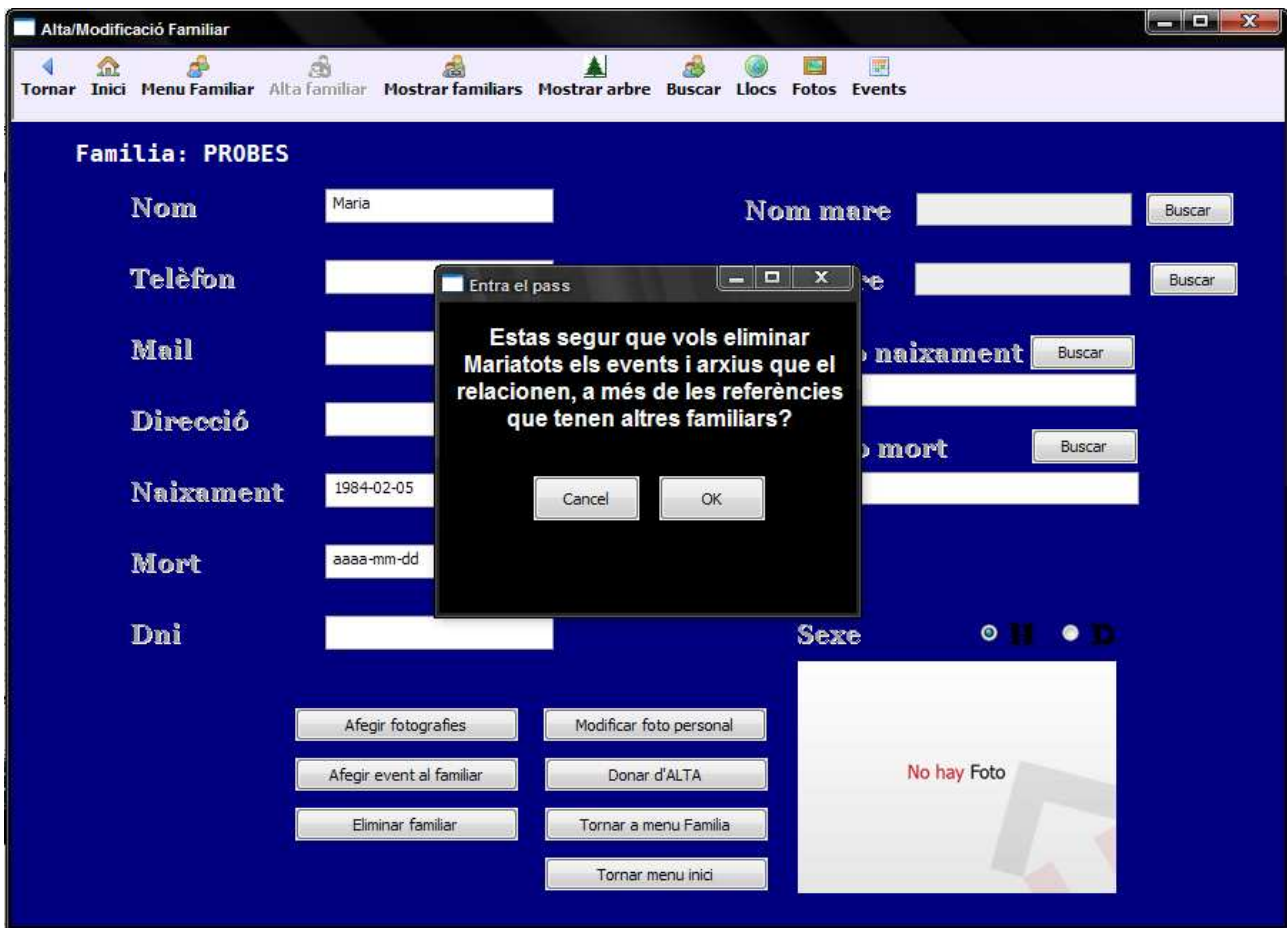 Alta/Modificació Familiar
Tornar Inici Menu Familiar Alta familiar Mostrar familiars Mostrar arbre Buscar Llocs Fotos Events
Familia: PROBES
Nom Maria Nom mare Buscar
Telèfon Buscar
Mail naixament Buscar
Direcció mort Buscar
Naixament 1984-02-05
Mort aaaa-mm-dd
Dni Sexe H D
Entra el pass
Estas segur que vols eliminar
Mariatots els events i arxius que el
relacionen, a més de les referències
que tenen altres familiars?
Cancel OK
Afegir fotografies Modificar foto personal
Afegir event al familiar Donar d'ALTA
Eliminar familiar Tornar a menu Familia
Tornar menu inici
No hay Foto